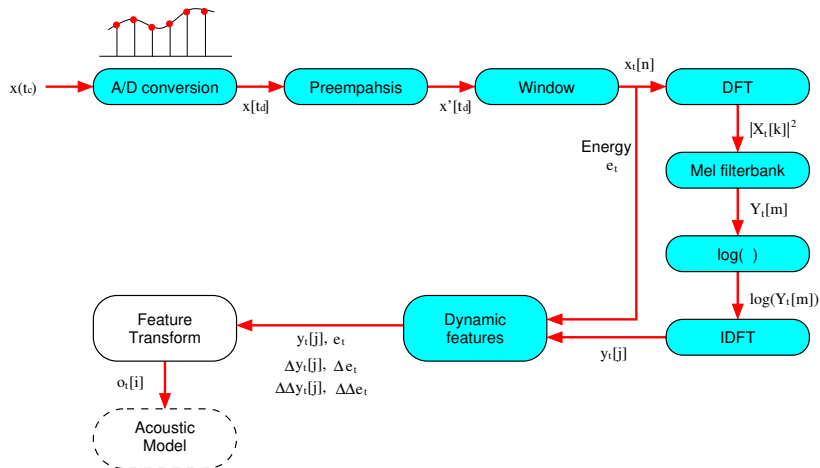 x(tc)
A/D conversion
x[td]
Preempahsis
x'[td]
Window
xt[n]
DFT
|Xt[k]|²
Mel filterbank
Yt[m]
log( )
log(Yt[m])
IDFT
yt[j]
Energy
et
Dynamic
features
yt[j], et
Δyt[j], Δet
ΔΔyt[j], ΔΔet
Feature
Transform
ot[i]
Acoustic
Model